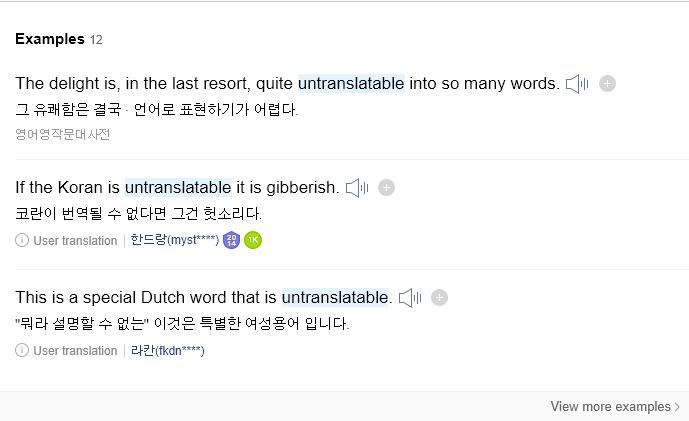 Examples 12
The delight is, in the last resort, quite untranslatable into so many words.
그 유쾌함은 결국 · 언어로 표현하기가 어렵다.
영어영작문대사전
If the Koran is untranslatable it is gibberish.
코란이 번역될 수 없다면 그건 헛소리다.
User translation | 한드랑(myst****) 2014 1K
This is a special Dutch word that is untranslatable.
"뭐라 설명할 수 없는" 이것은 특별한 여성용어 입니다.
User translation | 라칸(fkdn****)
View more examples >